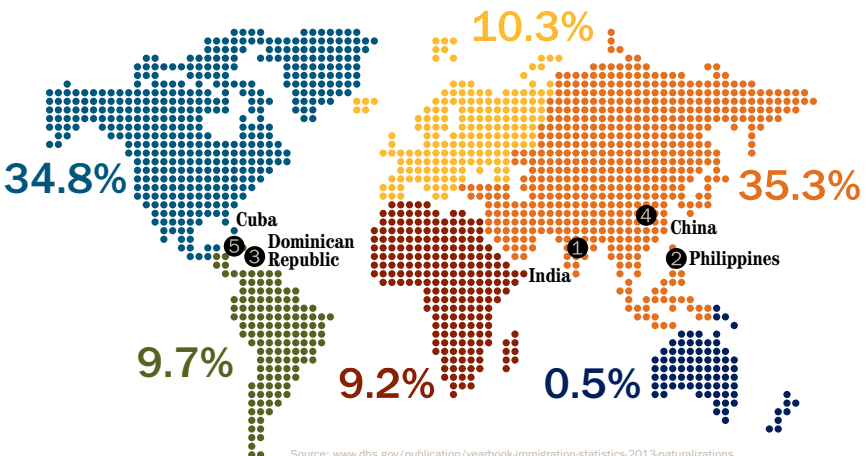 10.3%
34.8%
35.3%
Cuba
4
China
5
Dominican
3
Republic
1
India
2 Philippines
9.7%
9.2%
0.5%
Source: www.dhs.gov/publication/yearbook-immigration-statistics-2013-naturalizations